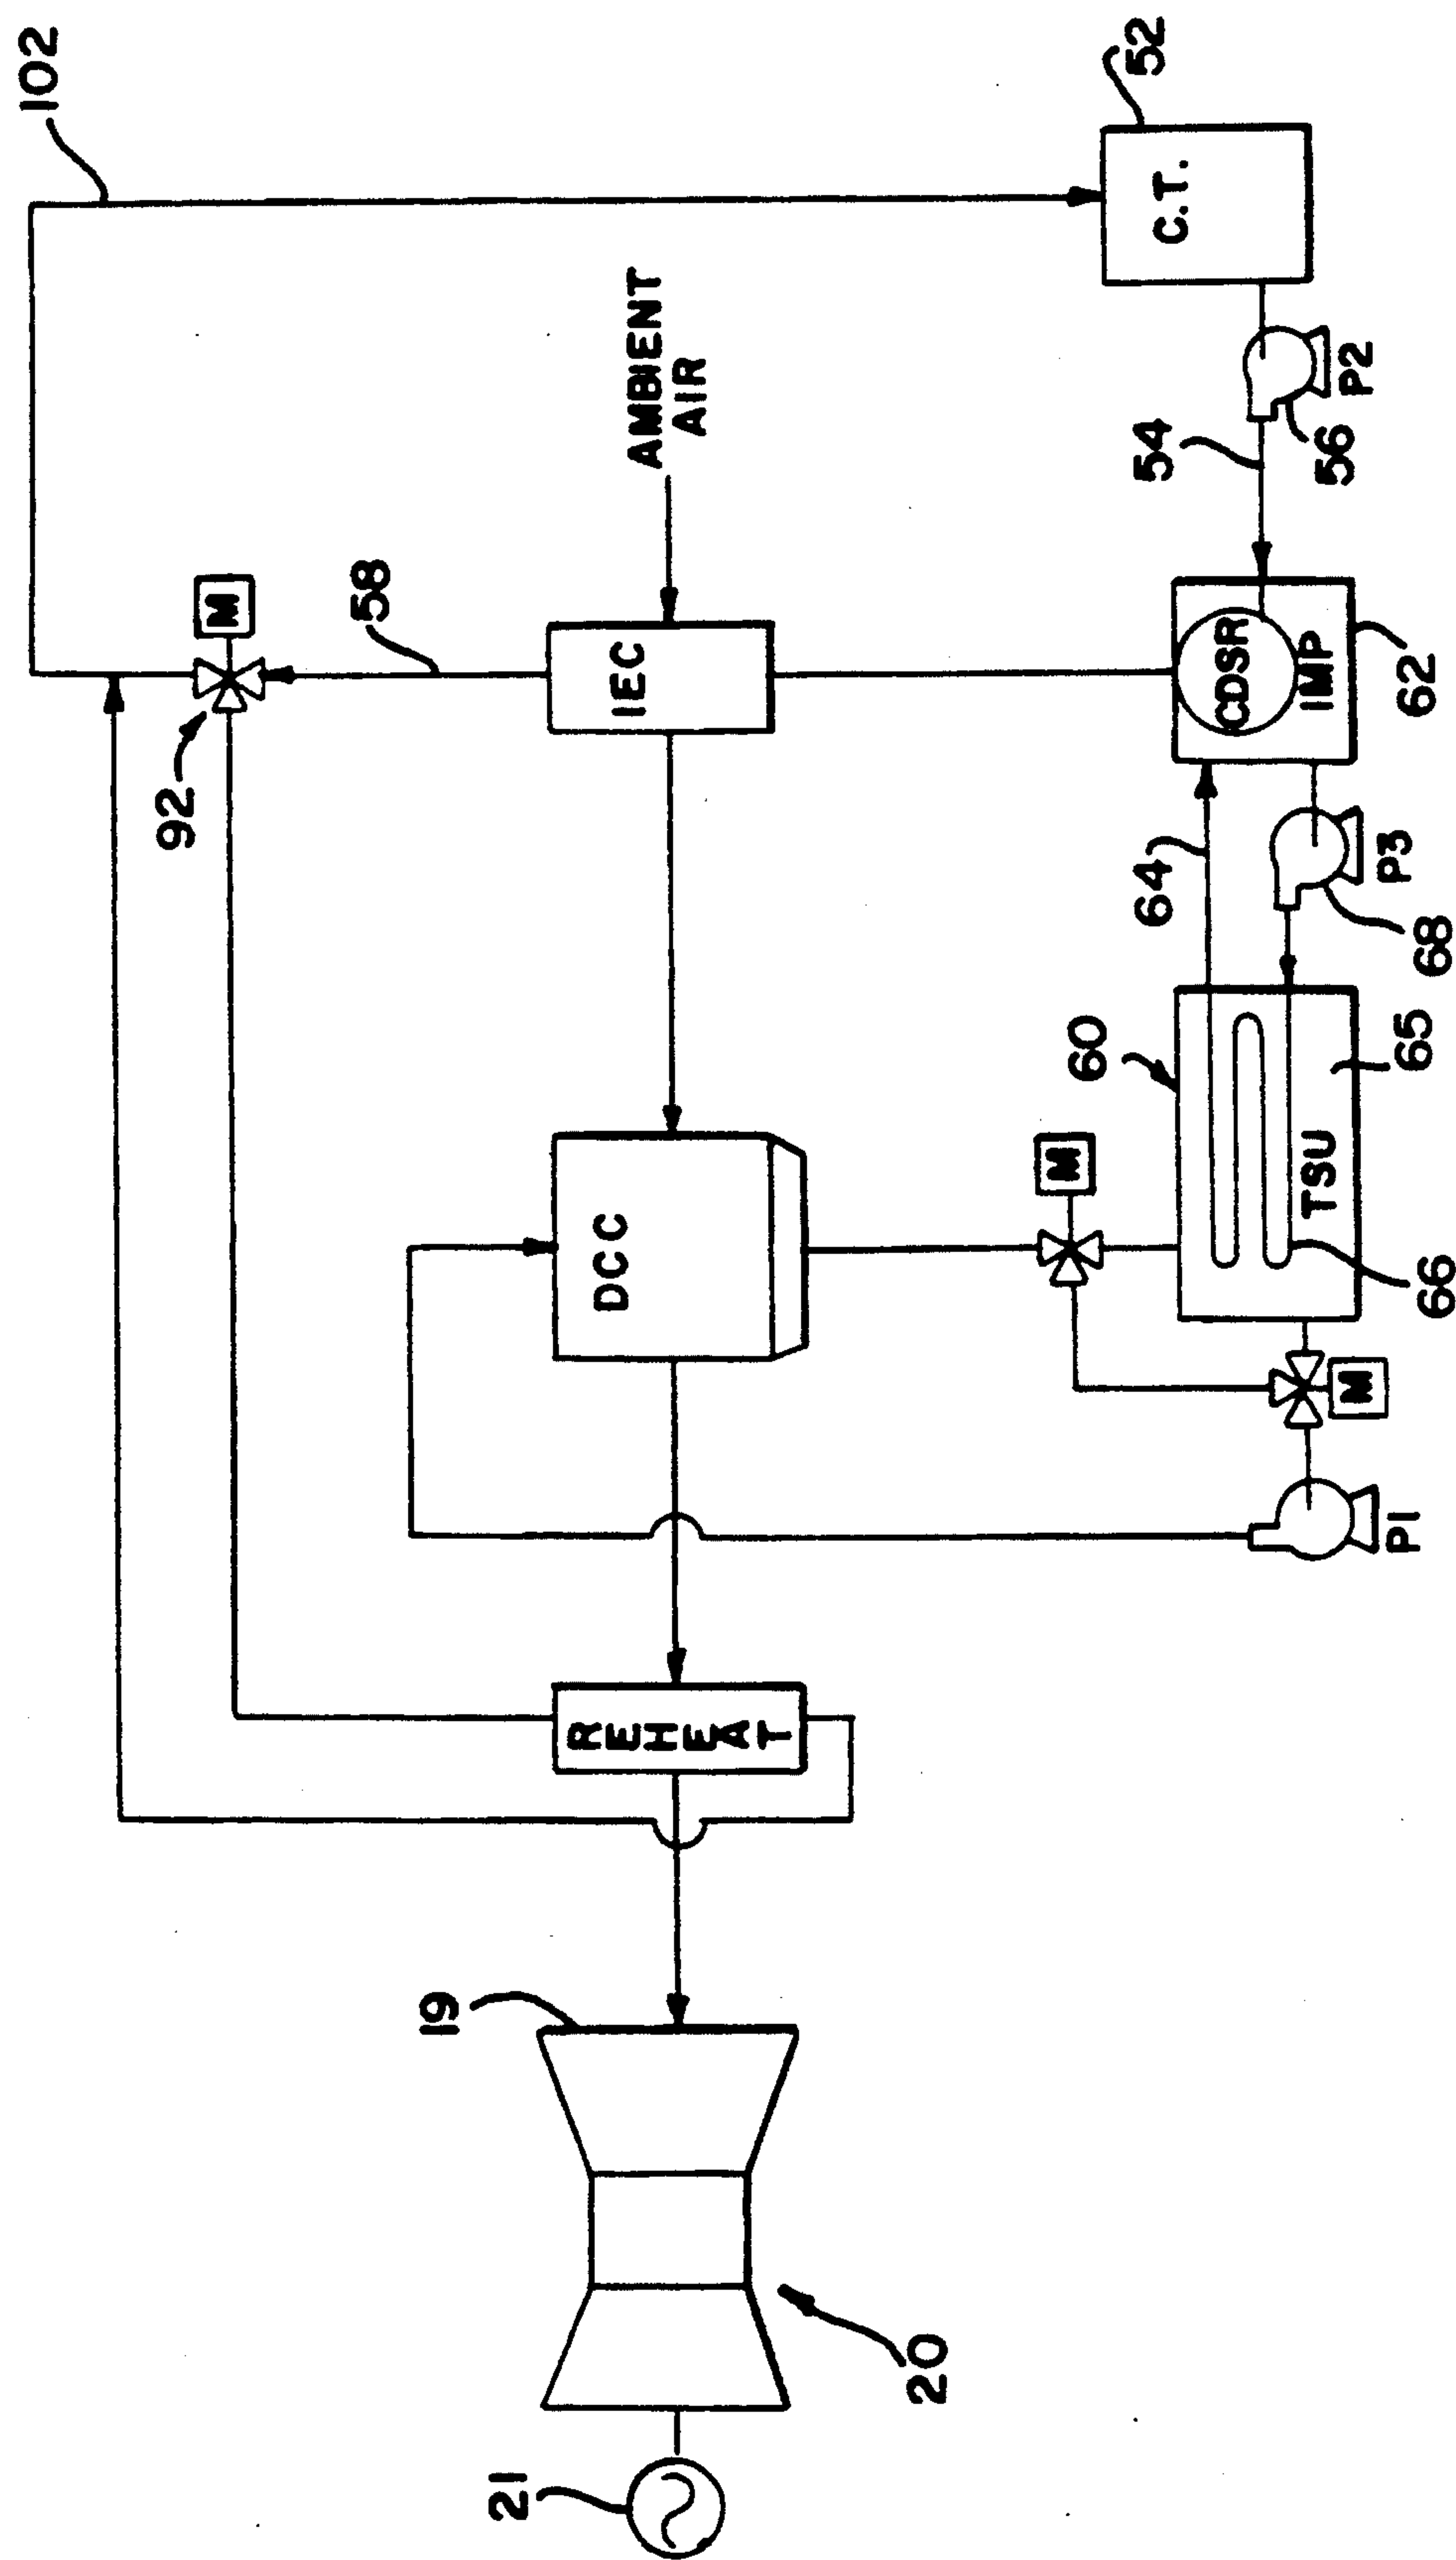 102
52
C.T.
AMBIENT
AIR
P2
56
54
M
58
92
IEC
CDSR
IMP
62
64
P3
68
60
65
TSU
66
M
DCC
M
P1
REHEAT
19
20
21